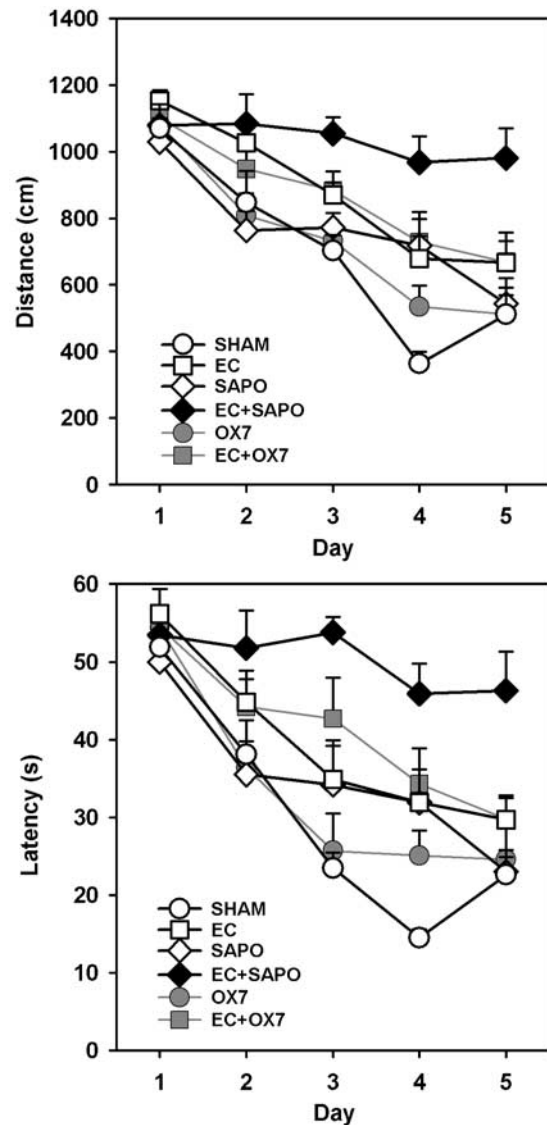 1400
1200
1000
800
600
400
200
0
Distance (cm)
SHAM
EC
SAPO
EC+SAPO
OX7
EC+OX7
1 2 3 4 5
Day
60
50
40
30
20
10
0
Latency (s)
SHAM
EC
SAPO
EC+SAPO
OX7
EC+OX7
1 2 3 4 5
Day